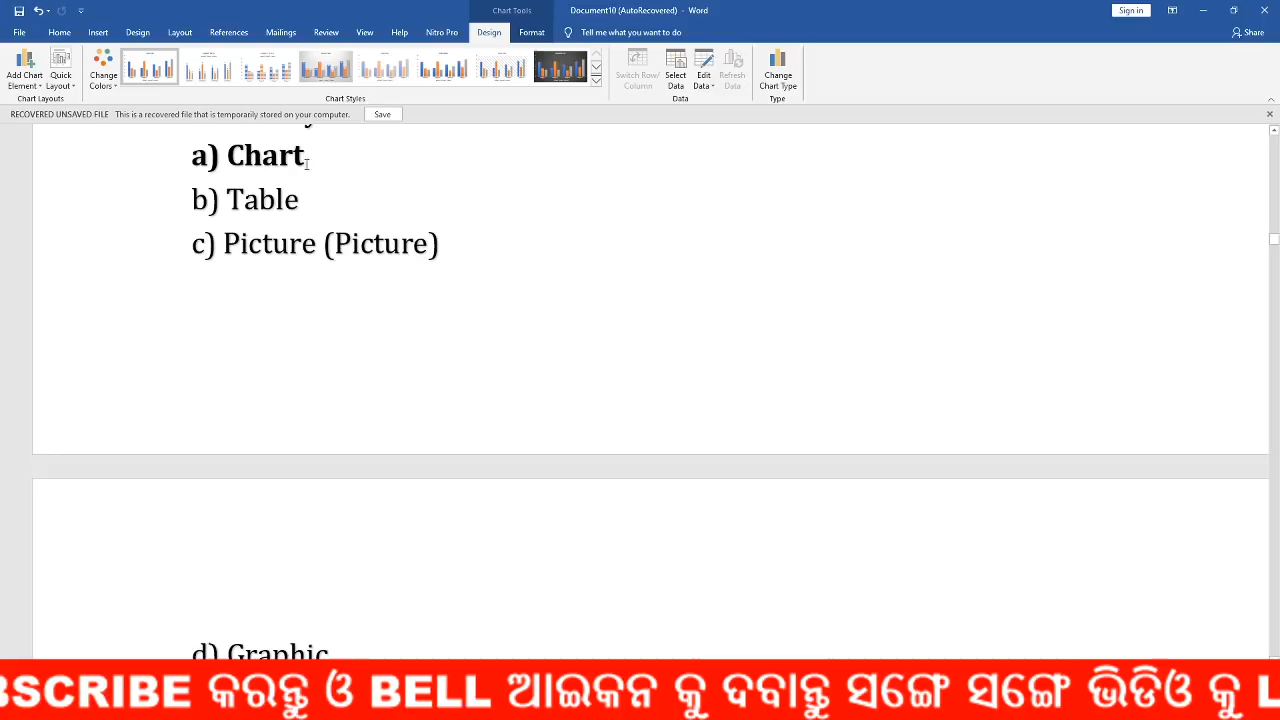 Chart Tools
Document10 (AutoRecovered) - Word
Sign in
File Home Insert Design Layout References Mailings Review View Help Nitro Pro Design Format Tell me what you want to do Share
Add Chart Element
Quick Layout
Chart Layouts
Change Colors
Chart Styles
Switch Row/ Column
Select Data
Edit Data
Refresh Data
Data
Change Chart Type
Type
RECOVERED UNSAVED FILE This is a recovered file that is temporarily stored on your computer. Save
a) Chart
b) Table
c) Picture (Picture)
d) Graphic
BSCRIBE କରନ୍ତୁ ଓ BELL ଆଇକନ କୁ ଦବାନ୍ତୁ ସଙ୍ଗେ ସଙ୍ଗେ ଭିଡିଓ କୁ L